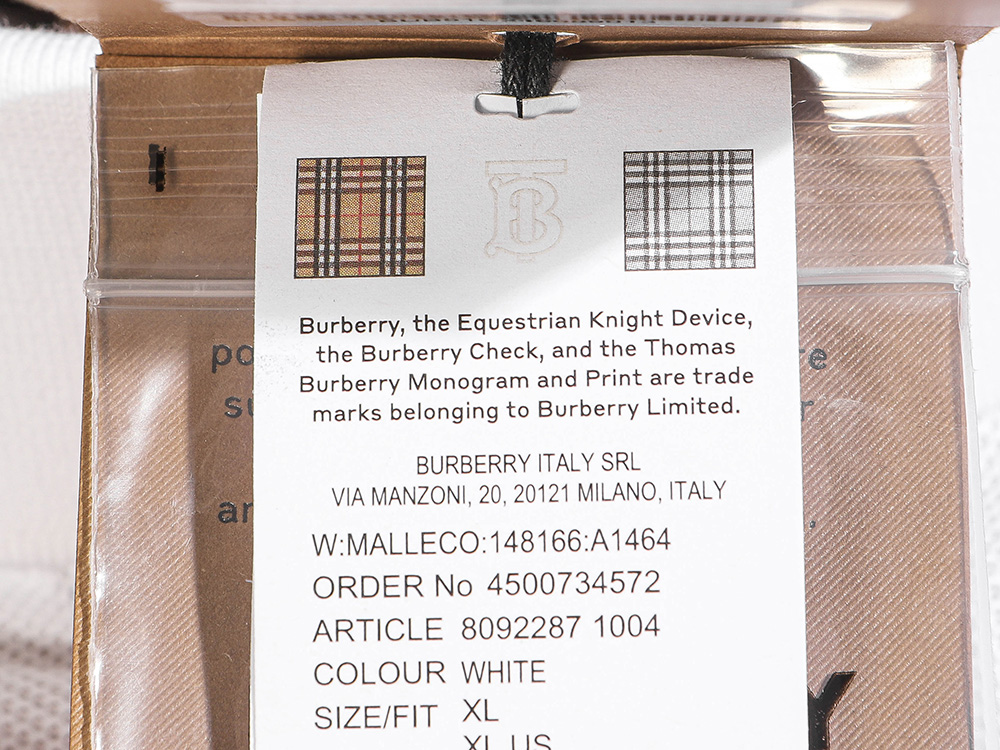 Burberry, the Equestrian Knight Device,
the Burberry Check, and the Thomas
Burberry Monogram and Print are trade
marks belonging to Burberry Limited.
BURBERRY ITALY SRL
VIA MANZONI, 20, 20121 MILANO, ITALY
W:MALLECO:148166:A1464
ORDER No 4500734572
ARTICLE 8092287 1004
COLOUR WHITE
SIZE/FIT XL
XL US